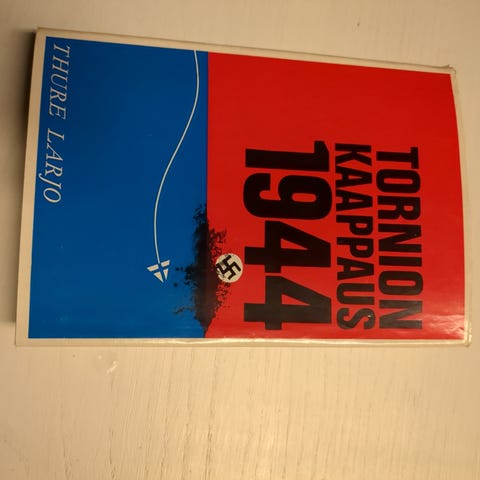 TORNION
KAAPPAUS
1944
THURE LARJO